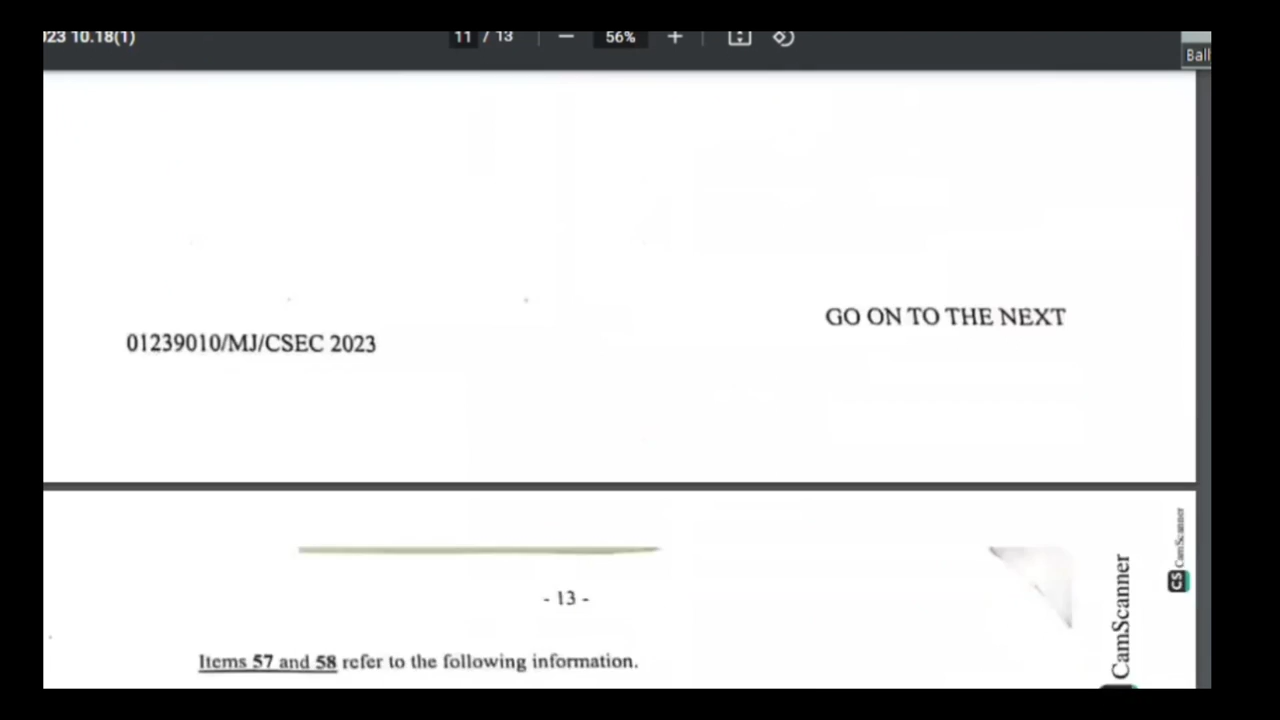 023 10.18(1)
11 / 13
56%
Ball
GO ON TO THE NEXT
01239010/MJ/CSEC 2023
CS CamScanner
CamScanner
- 13 -
Items 57 and 58 refer to the following information.